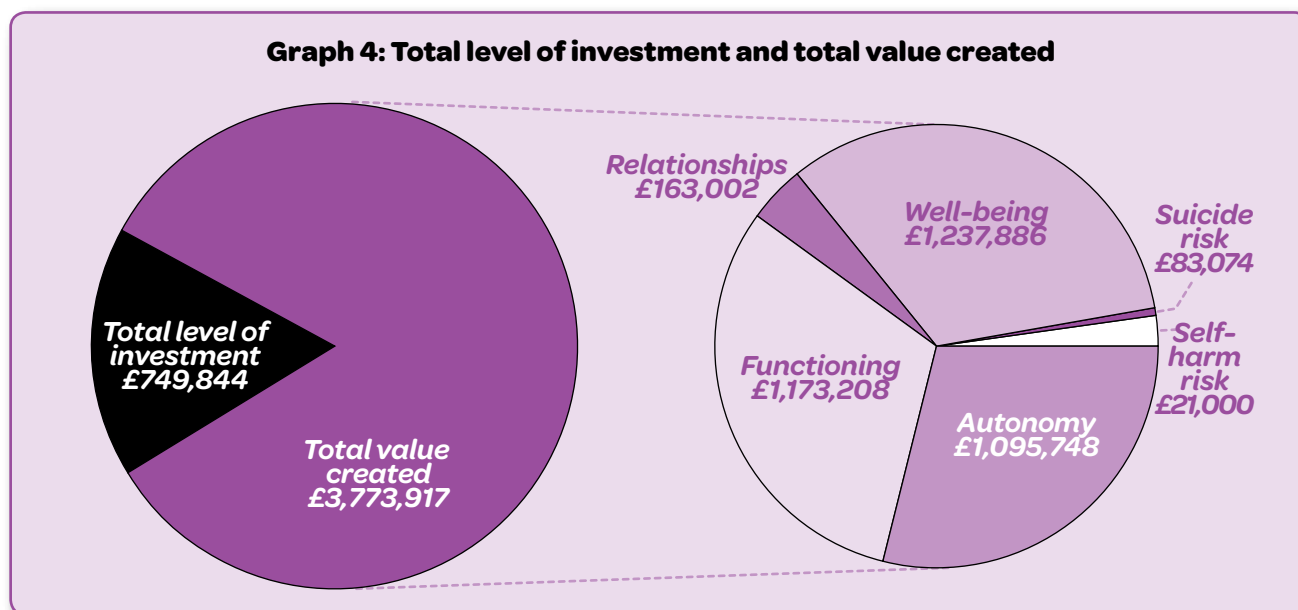 Graph 4: Total level of investment and total value created
Relationships
£163,002
Well-being
£1,237,886
Suicide
risk
£83,074
Total level of
investment
£749,844
Self-
harm
risk
£21,000
Functioning
£1,173,208
Autonomy
£1,095,748
Total value
created
£3,773,917